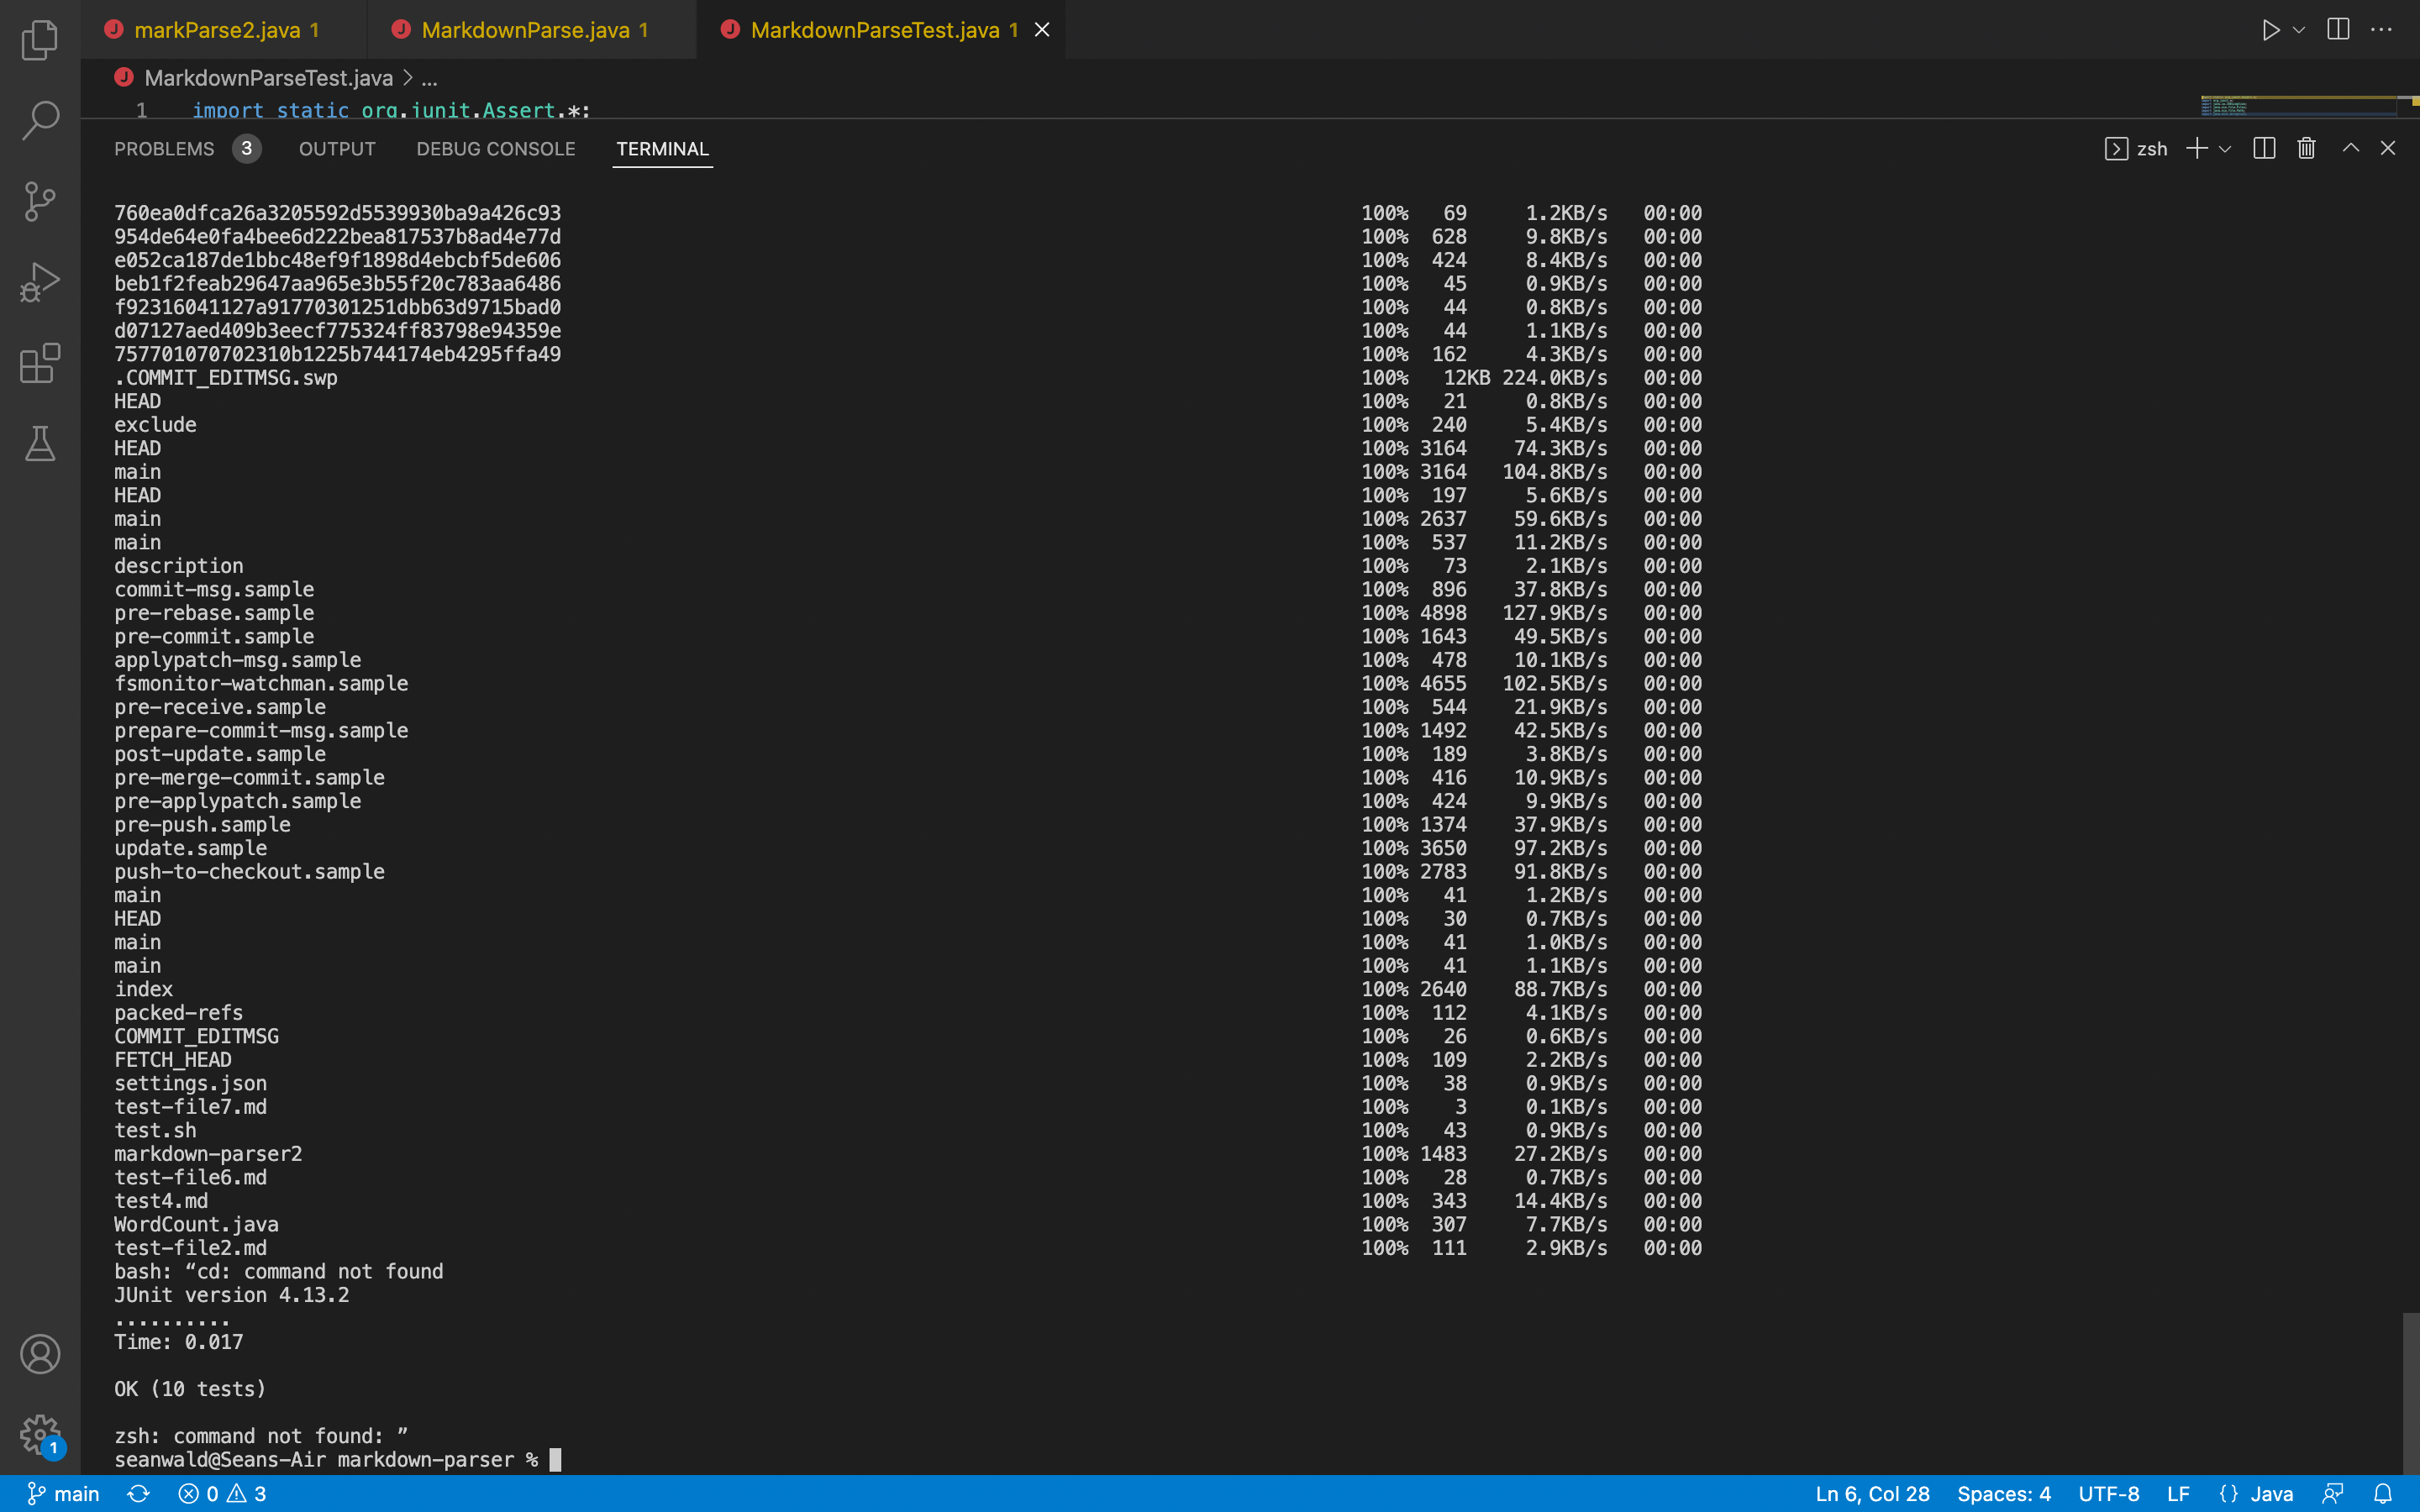 markParse2.java 1 MarkdownParse.java 1 MarkdownParseTest.java 1
MarkdownParseTest.java > ...
1 import static org.junit.Assert.*;
PROBLEMS 3 OUTPUT DEBUG CONSOLE TERMINAL zsh
760ea0dfca26a3205592d5539930ba9a426c93 100% 69 1.2KB/s 00:00
954de64e0fa4bee6d222bea817537b8ad4e77d 100% 628 9.8KB/s 00:00
e052ca187de1bbc48ef9f1898d4ebcbf5de606 100% 424 8.4KB/s 00:00
beb1f2feab29647aa965e3b55f20c783aa6486 100% 45 0.9KB/s 00:00
f92316041127a91770301251dbb63d9715bad0 100% 44 0.8KB/s 00:00
d07127aed409b3eecf775324ff83798e94359e 100% 44 1.1KB/s 00:00
757701070702310b1225b744174eb4295ffa49 100% 162 4.3KB/s 00:00
.COMMIT_EDITMSG.swp 100% 12KB 224.0KB/s 00:00
HEAD 100% 21 0.8KB/s 00:00
exclude 100% 240 5.4KB/s 00:00
HEAD 100% 3164 74.3KB/s 00:00
main 100% 3164 104.8KB/s 00:00
HEAD 100% 197 5.6KB/s 00:00
main 100% 2637 59.6KB/s 00:00
main 100% 537 11.2KB/s 00:00
description 100% 73 2.1KB/s 00:00
commit-msg.sample 100% 896 37.8KB/s 00:00
pre-rebase.sample 100% 4898 127.9KB/s 00:00
pre-commit.sample 100% 1643 49.5KB/s 00:00
applypatch-msg.sample 100% 478 10.1KB/s 00:00
fsmonitor-watchman.sample 100% 4655 102.5KB/s 00:00
pre-receive.sample 100% 544 21.9KB/s 00:00
prepare-commit-msg.sample 100% 1492 42.5KB/s 00:00
post-update.sample 100% 189 3.8KB/s 00:00
pre-merge-commit.sample 100% 416 10.9KB/s 00:00
pre-applypatch.sample 100% 424 9.9KB/s 00:00
pre-push.sample 100% 1374 37.9KB/s 00:00
update.sample 100% 3650 97.2KB/s 00:00
push-to-checkout.sample 100% 2783 91.8KB/s 00:00
main 100% 41 1.2KB/s 00:00
HEAD 100% 30 0.7KB/s 00:00
main 100% 41 1.0KB/s 00:00
main 100% 41 1.1KB/s 00:00
index 100% 2640 88.7KB/s 00:00
packed-refs 100% 112 4.1KB/s 00:00
COMMIT_EDITMSG 100% 26 0.6KB/s 00:00
FETCH_HEAD 100% 109 2.2KB/s 00:00
settings.json 100% 38 0.9KB/s 00:00
test-file7.md 100% 3 0.1KB/s 00:00
test.sh 100% 43 0.9KB/s 00:00
markdown-parser2 100% 1483 27.2KB/s 00:00
test-file6.md 100% 28 0.7KB/s 00:00
test4.md 100% 343 14.4KB/s 00:00
WordCount.java 100% 307 7.7KB/s 00:00
test-file2.md 100% 111 2.9KB/s 00:00
bash: “cd: command not found
JUnit version 4.13.2
..........
Time: 0.017
OK (10 tests)
zsh: command not found: ”
seanwald@Seans-Air markdown-parser %
1
main 0 3 Ln 6, Col 28 Spaces: 4 UTF-8 LF {} Java